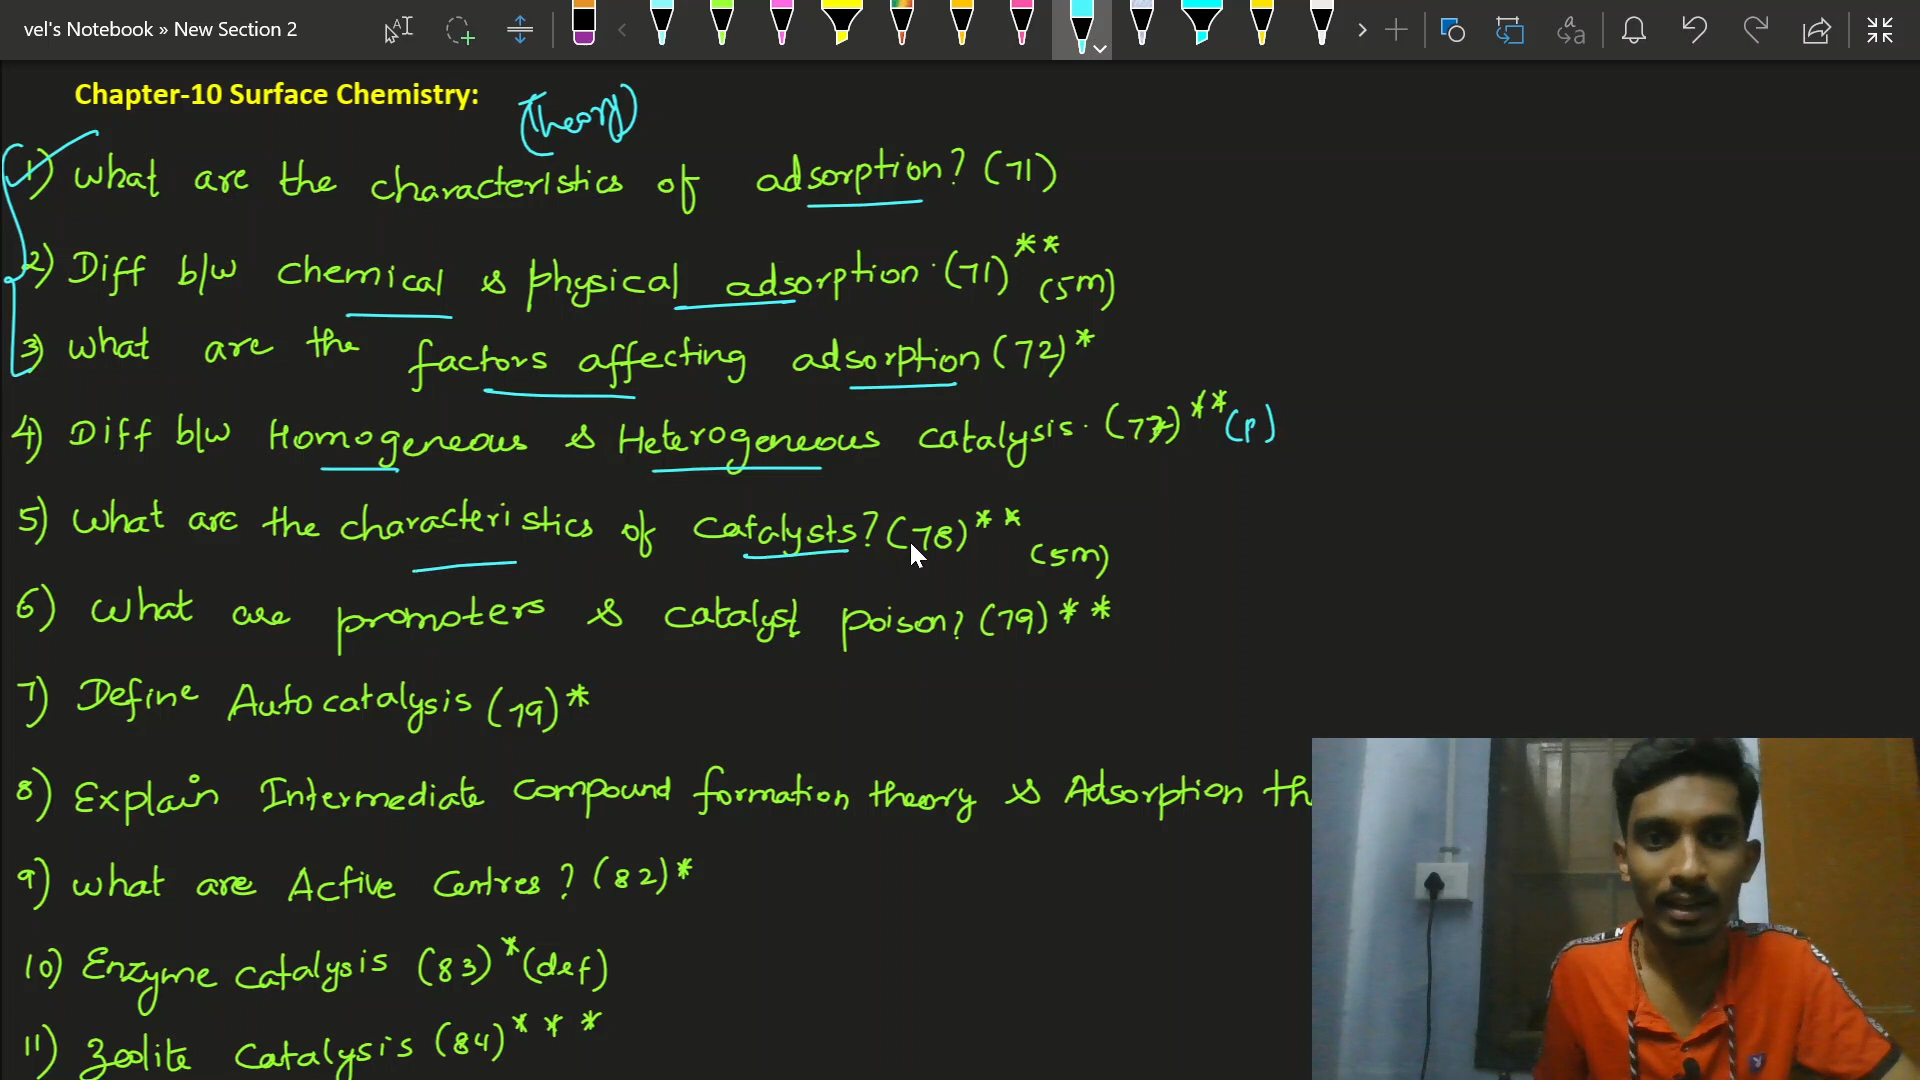 vel's Notebook » New Section 2
Chapter-10 Surface Chemistry:
(Theory)
1) What are the characteristics of adsorption? (71)
2) Diff b/w chemical & physical adsorption. (71)** (5m)
3) What are the factors affecting adsorption (72)*
4) Diff b/w Homogeneous & Heterogeneous catalysis. (77)** (P)
5) What are the characteristics of catalysts? (78)** (5m)
6) What are promoters & catalyst poison? (79)**
7) Define Autocatalysis (79)*
8) Explain Intermediate compound formation theory & Adsorption th
9) What are Active Centres? (82)*
10) Enzyme catalysis (83)* (def)
11) Zeolite Catalysis (84)***